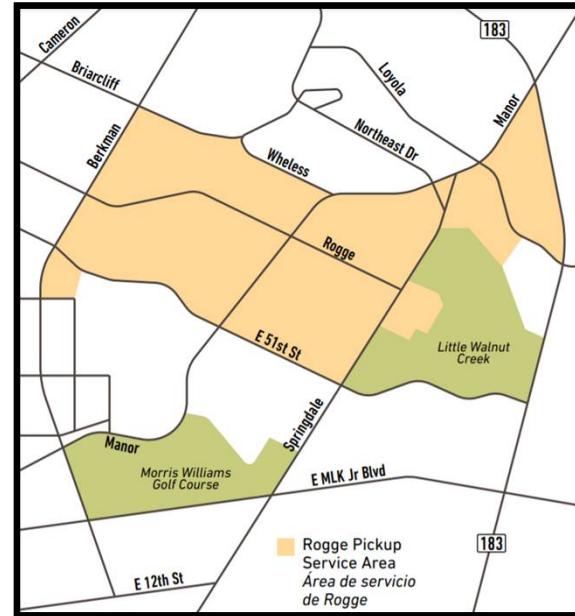 Cameron
183
Briarcliff
Loyola
Manor
Berkman
Northeast Dr
Wheless
Rogge
E 51st St
Little Walnut
Creek
Springdale
Manor
Morris Williams
Golf Course
E MLK Jr Blvd
183
Rogge Pickup
Service Area
Área de servicio
de Rogge
E 12th St